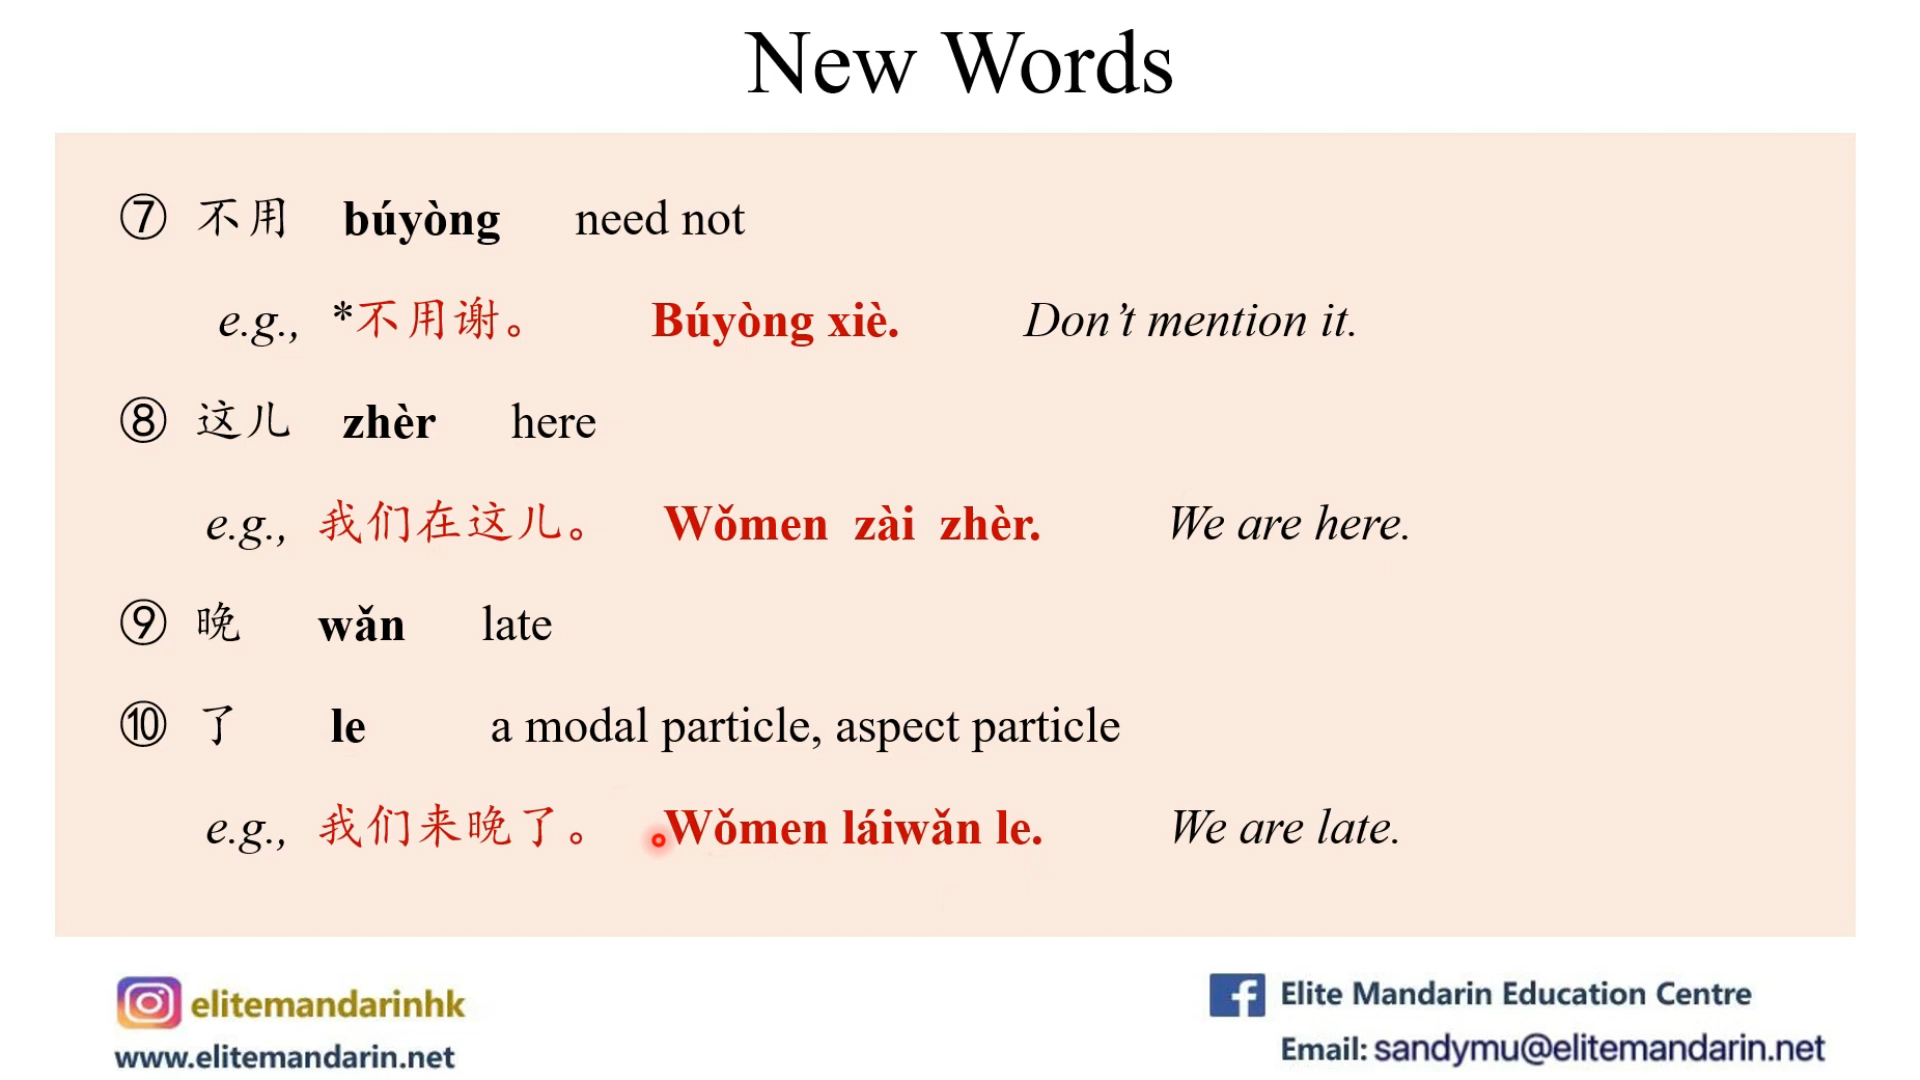 New Words
⑦ 不用 búyòng need not
e.g., *不用谢。 Búyòng xiè. Don’t mention it.
⑧ 这儿 zhèr here
e.g., 我们在这儿。 Wǒmen zài zhèr. We are here.
⑨ 晚 wǎn late
⑩ 了 le a modal particle, aspect particle
e.g., 我们来晚了。 Wǒmen láiwǎn le. We are late.
elitemandarinhk
www.elitemandarin.net
Elite Mandarin Education Centre
Email: sandymu@elitemandarin.net